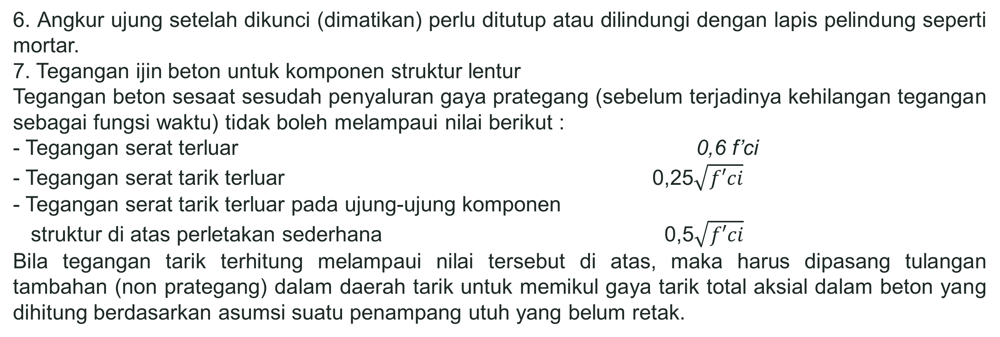 6. Angkur ujung setelah dikunci (dimatikan) perlu ditutup atau dilindungi dengan lapis pelindung seperti
mortar.
7. Tegangan ijin beton untuk komponen struktur lentur
Tegangan beton sesaat sesudah penyaluran gaya prategang (sebelum terjadinya kehilangan tegangan
sebagai fungsi waktu) tidak boleh melampaui nilai berikut :
- Tegangan serat terluar 0,6 f’ci
- Tegangan serat tarik terluar 0,25√f′ci
- Tegangan serat tarik terluar pada ujung-ujung komponen
struktur di atas perletakan sederhana 0,5√f′ci
Bila tegangan tarik terhitung melampaui nilai tersebut di atas, maka harus dipasang tulangan
tambahan (non prategang) dalam daerah tarik untuk memikul gaya tarik total aksial dalam beton yang
dihitung berdasarkan asumsi suatu penampang utuh yang belum retak.